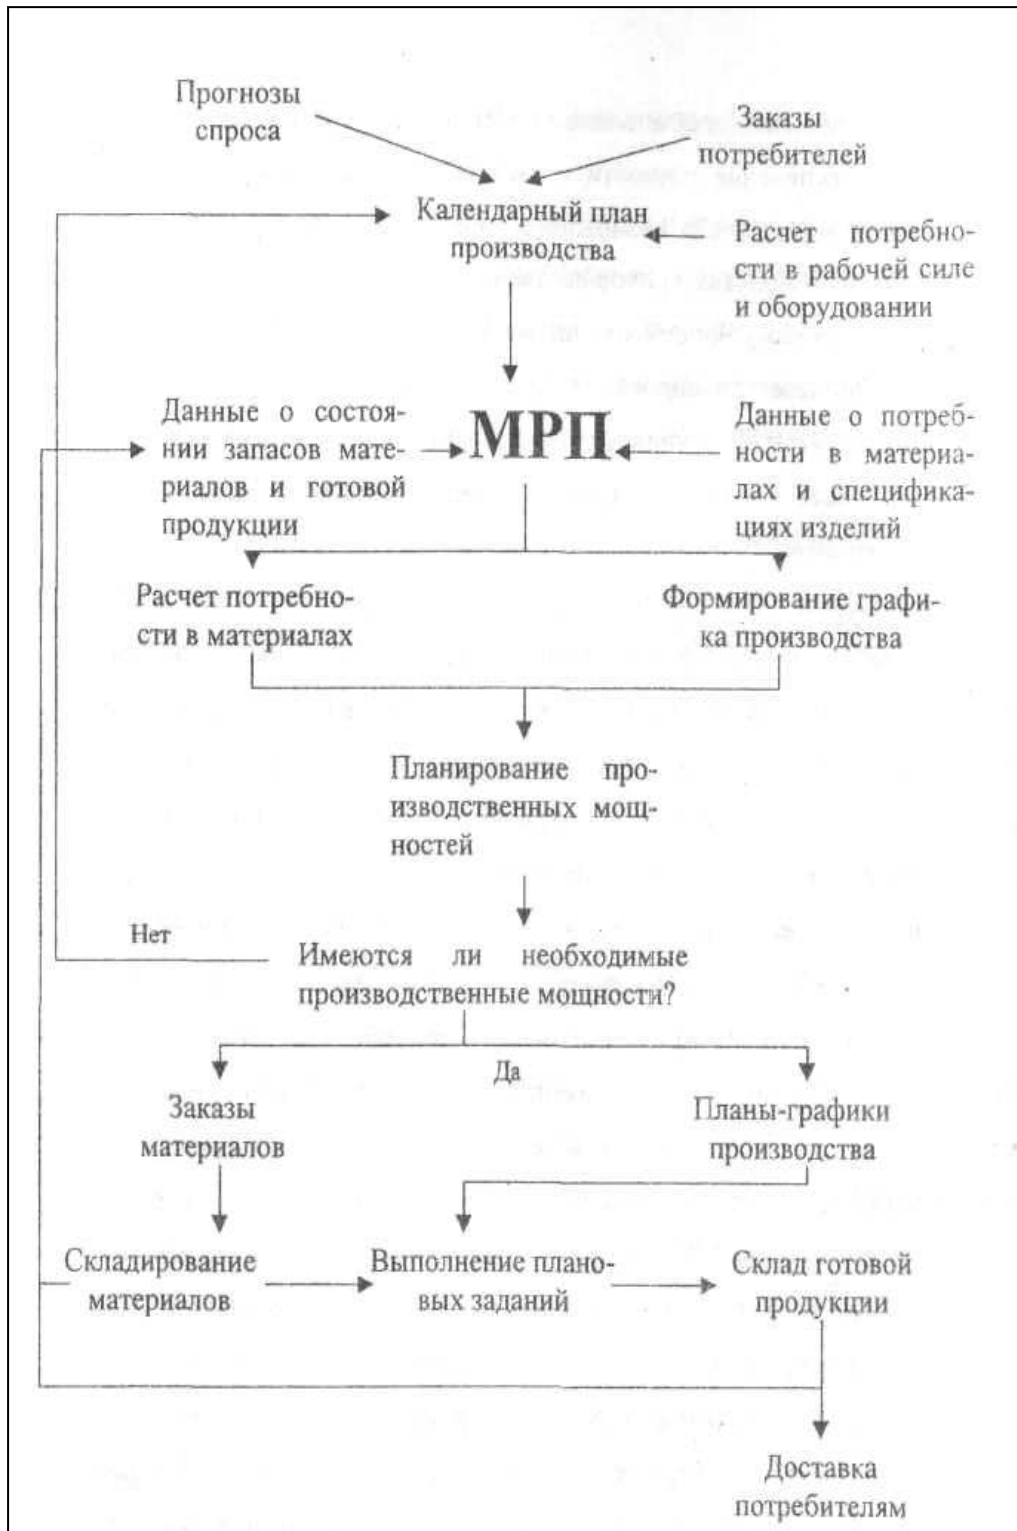 Прогнозы
спроса
Заказы
потребителей
Календарный план
производства
Расчет потребно-
сти в рабочей силе
и оборудовании
Данные о состоя-
нии запасов мате-
риалов и готовой
продукции
МРП
Данные о потреб-
ности в материа-
лах и спецификa-
циях изделий
Расчет потребно-
сти в материалах
Формирование графи-
ка производства
Планирование про-
изводственных мощ-
ностей
Нет
Имеются ли необходимые
производственные мощности?
Да
Заказы
материалов
Планы-графики
производства
Складирование
материалов
Выполнение плано-
вых заданий
Склад готовой
продукции
Доставка
потребителям